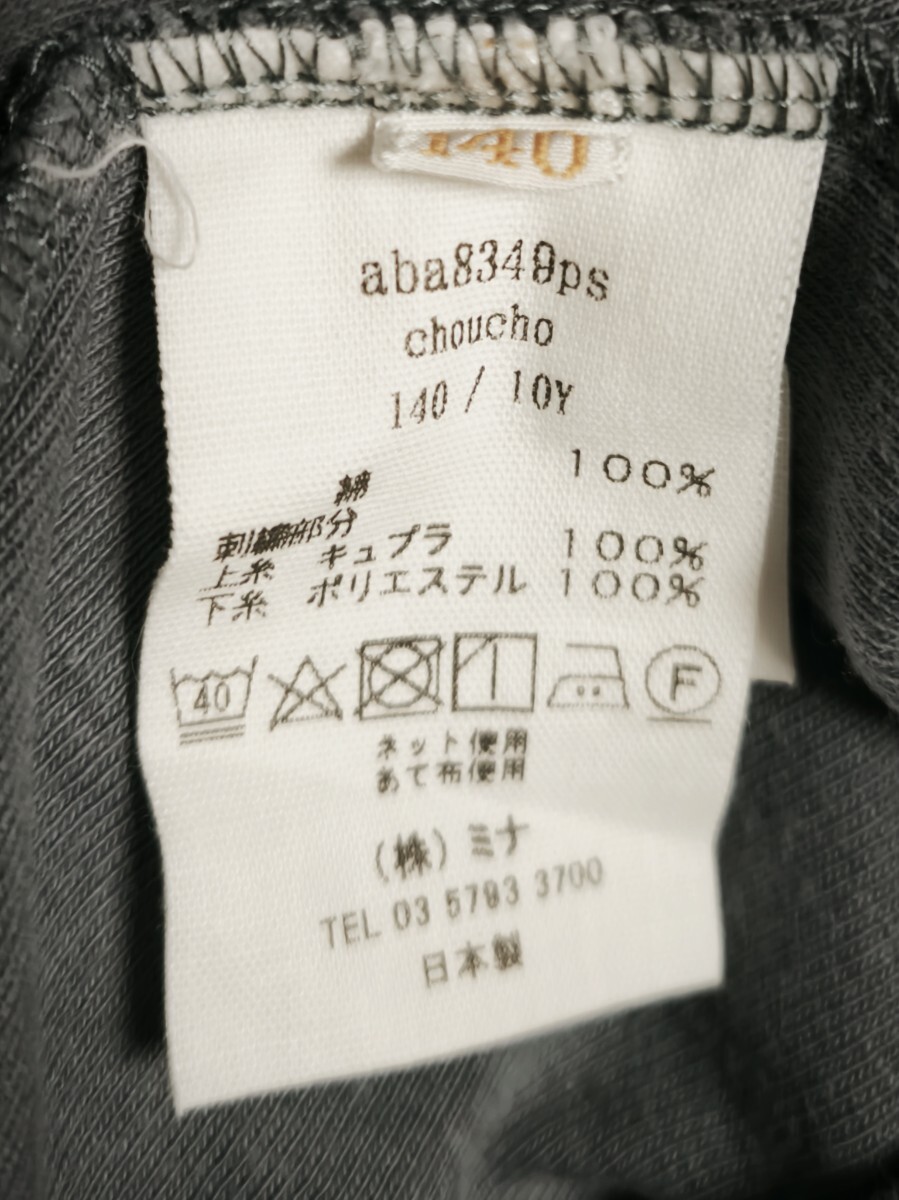 140
aba8349ps
choucho
140 / 10Y
綿 100%
刺繍部分
上糸 キュプラ 100%
下糸 ポリエステル 100%
40 F
ネット使用
あて布使用
(株) ミナ
TEL 03 5793 3700
日本製